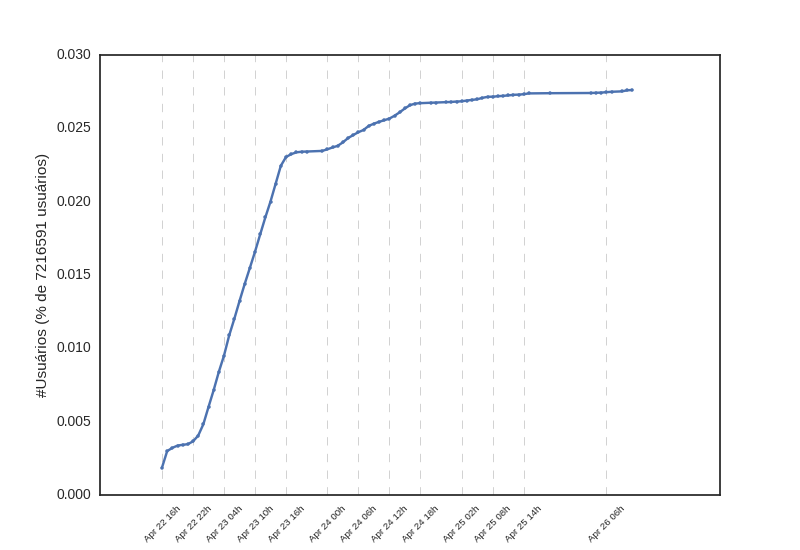 0.030
0.025
0.020
0.015
0.010
0.005
0.000
#Usuários (% de 7216591 usuários)
Apr 22 16h
Apr 22 22h
Apr 23 04h
Apr 23 10h
Apr 23 16h
Apr 24 00h
Apr 24 06h
Apr 24 12h
Apr 24 18h
Apr 25 02h
Apr 25 08h
Apr 25 14h
Apr 26 06h